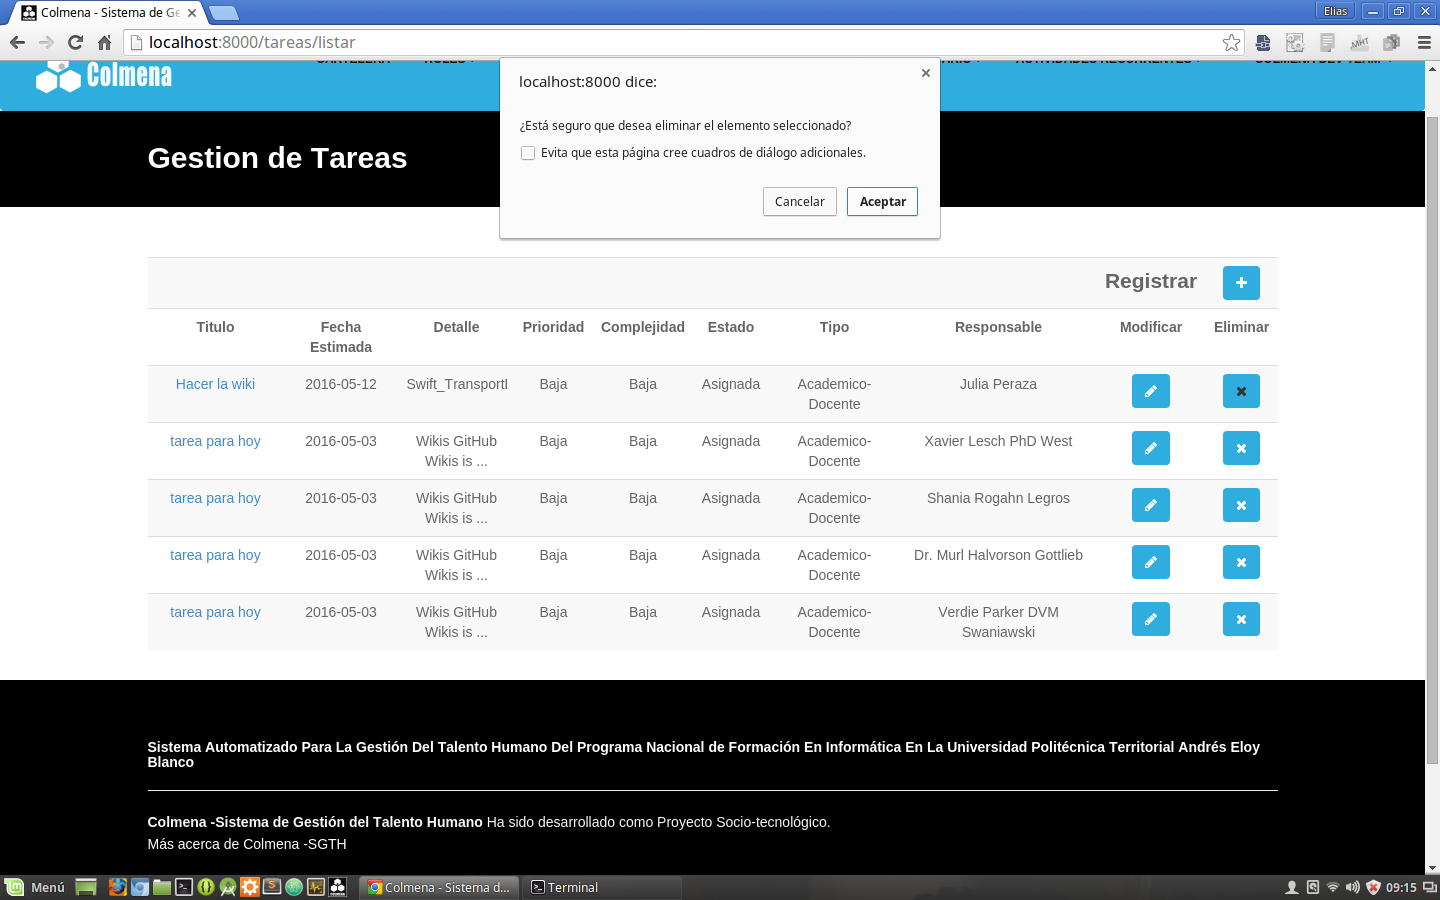 Colmena - Sistema de Ge
Elias
localhost:8000/tareas/listar
Colmena
localhost:8000 dice:
¿Está seguro que desea eliminar el elemento seleccionado?
Evita que esta página cree cuadros de diálogo adicionales.
Cancelar Aceptar
Gestion de Tareas
Registrar
Titulo Fecha Estimada Detalle Prioridad Complejidad Estado Tipo Responsable Modificar Eliminar
Hacer la wiki 2016-05-12 Swift_Transportl Baja Baja Asignada Academico-Docente Julia Peraza
tarea para hoy 2016-05-03 Wikis GitHub Wikis is ... Baja Baja Asignada Academico-Docente Xavier Lesch PhD West
tarea para hoy 2016-05-03 Wikis GitHub Wikis is ... Baja Baja Asignada Academico-Docente Shania Rogahn Legros
tarea para hoy 2016-05-03 Wikis GitHub Wikis is ... Baja Baja Asignada Academico-Docente Dr. Murl Halvorson Gottlieb
tarea para hoy 2016-05-03 Wikis GitHub Wikis is ... Baja Baja Asignada Academico-Docente Verdie Parker DVM Swaniawski
Sistema Automatizado Para La Gestión Del Talento Humano Del Programa Nacional de Formación En Informática En La Universidad Politécnica Territorial Andrés Eloy
Blanco
Colmena -Sistema de Gestión del Talento Humano Ha sido desarrollado como Proyecto Socio-tecnológico.
Más acerca de Colmena -SGTH
Menú Colmena - Sistema d... Terminal 09:15